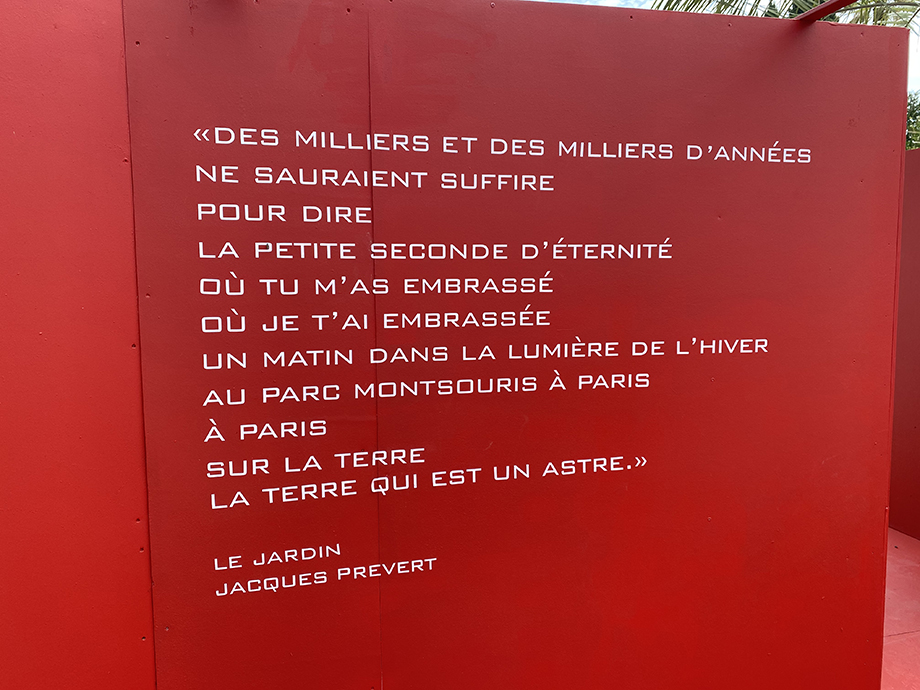 «DES MILLIERS ET DES MILLIERS D'ANNÉES
NE SAURAIENT SUFFIRE
POUR DIRE
LA PETITE SECONDE D'ÉTERNITÉ
OÙ TU M'AS EMBRASSÉ
OÙ JE T'AI EMBRASSÉE
UN MATIN DANS LA LUMIÈRE DE L'HIVER
AU PARC MONTSOURIS À PARIS
À PARIS
SUR LA TERRE
LA TERRE QUI EST UN ASTRE.»
LE JARDIN
JACQUES PREVERT